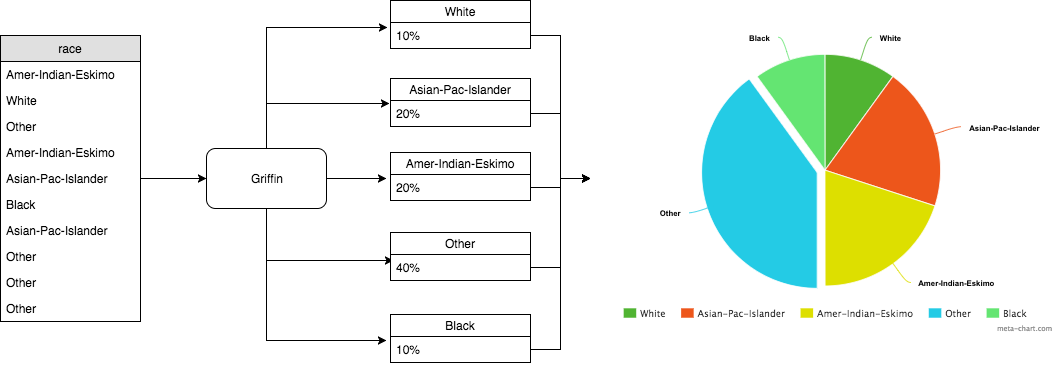 race
Amer-Indian-Eskimo
White
Other
Amer-Indian-Eskimo
Asian-Pac-Islander
Black
Asian-Pac-Islander
Other
Other
Other
Griffin
White
10%
Asian-Pac-Islander
20%
Amer-Indian-Eskimo
20%
Other
40%
Black
10%
Black
White
Asian-Pac-Islander
Other
Amer-Indian-Eskimo
White Asian-Pac-Islander Amer-Indian-Eskimo Other Black
meta-chart.com